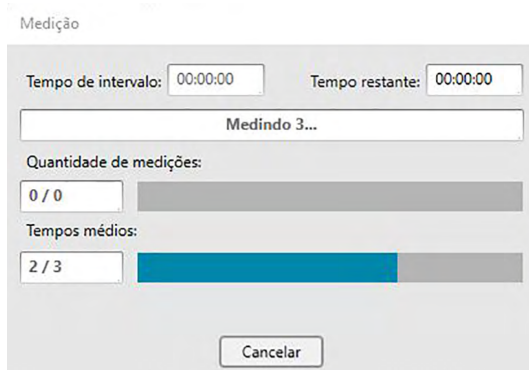 Medição
Tempo de intervalo: 00:00:00 Tempo restante: 00:00:00
Medindo 3...
Quantidade de medições:
0 / 0
Tempos médios:
2 / 3
Cancelar